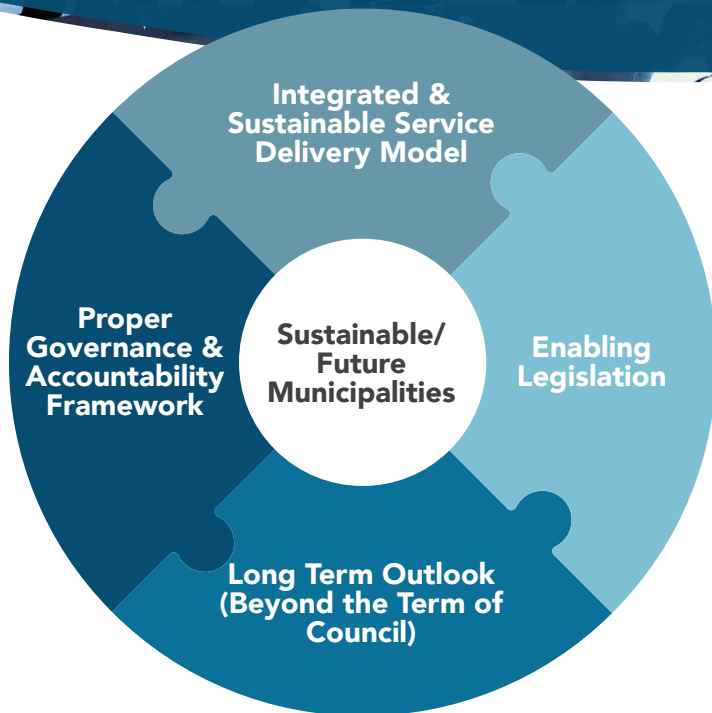 Integrated &
Sustainable Service
Delivery Model
Proper
Governance &
Accountability
Framework
Sustainable/
Future
Municipalities
Enabling
Legislation
Long Term Outlook
(Beyond the Term of
Council)